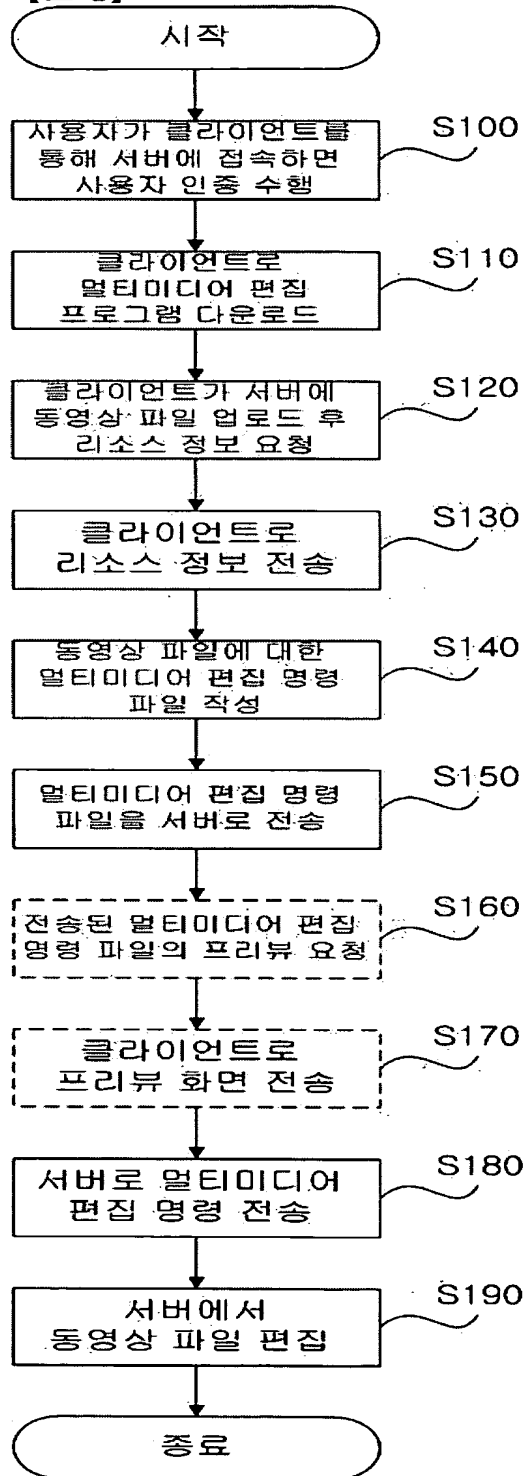 시작
사용자가 클라이언트를
통해 서버에 접속하면
사용자 인증 수행
S100
클라이언트로
멀티미디어 편집
프로그램 다운로드
S110
클라이언트가 서버에
동영상 파일 업로드 후
리소스 정보 요청
S120
클라이언트로
리소스 정보 전송
S130
동영상 파일에 대한
멀티미디어 편집 명령
파일 작성
S140
멀티미디어 편집 명령
파일을 서버로 전송
S150
전송된 멀티미디어 편집
명령 파일의 프리뷰 요청
S160
클라이언트로
프리뷰 화면 전송
S170
서버로 멀티미디어
편집 명령 전송
S180
서버에서
동영상 파일 편집
S190
종료